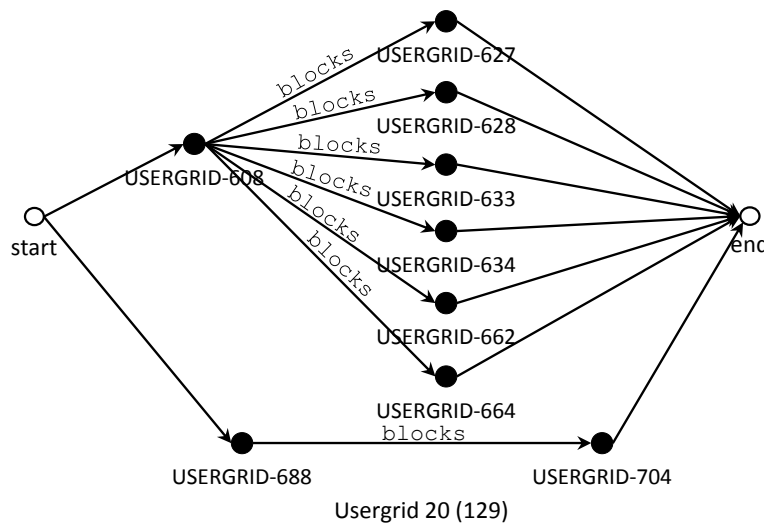 blocks
USERGRID-627
blocks
USERGRID-628
blocks
USERGRID-608
blocks
USERGRID-633
blocks
start
end
USERGRID-634
blocks
USERGRID-662
USERGRID-664
blocks
USERGRID-688
USERGRID-704
Usergrid 20 (129)